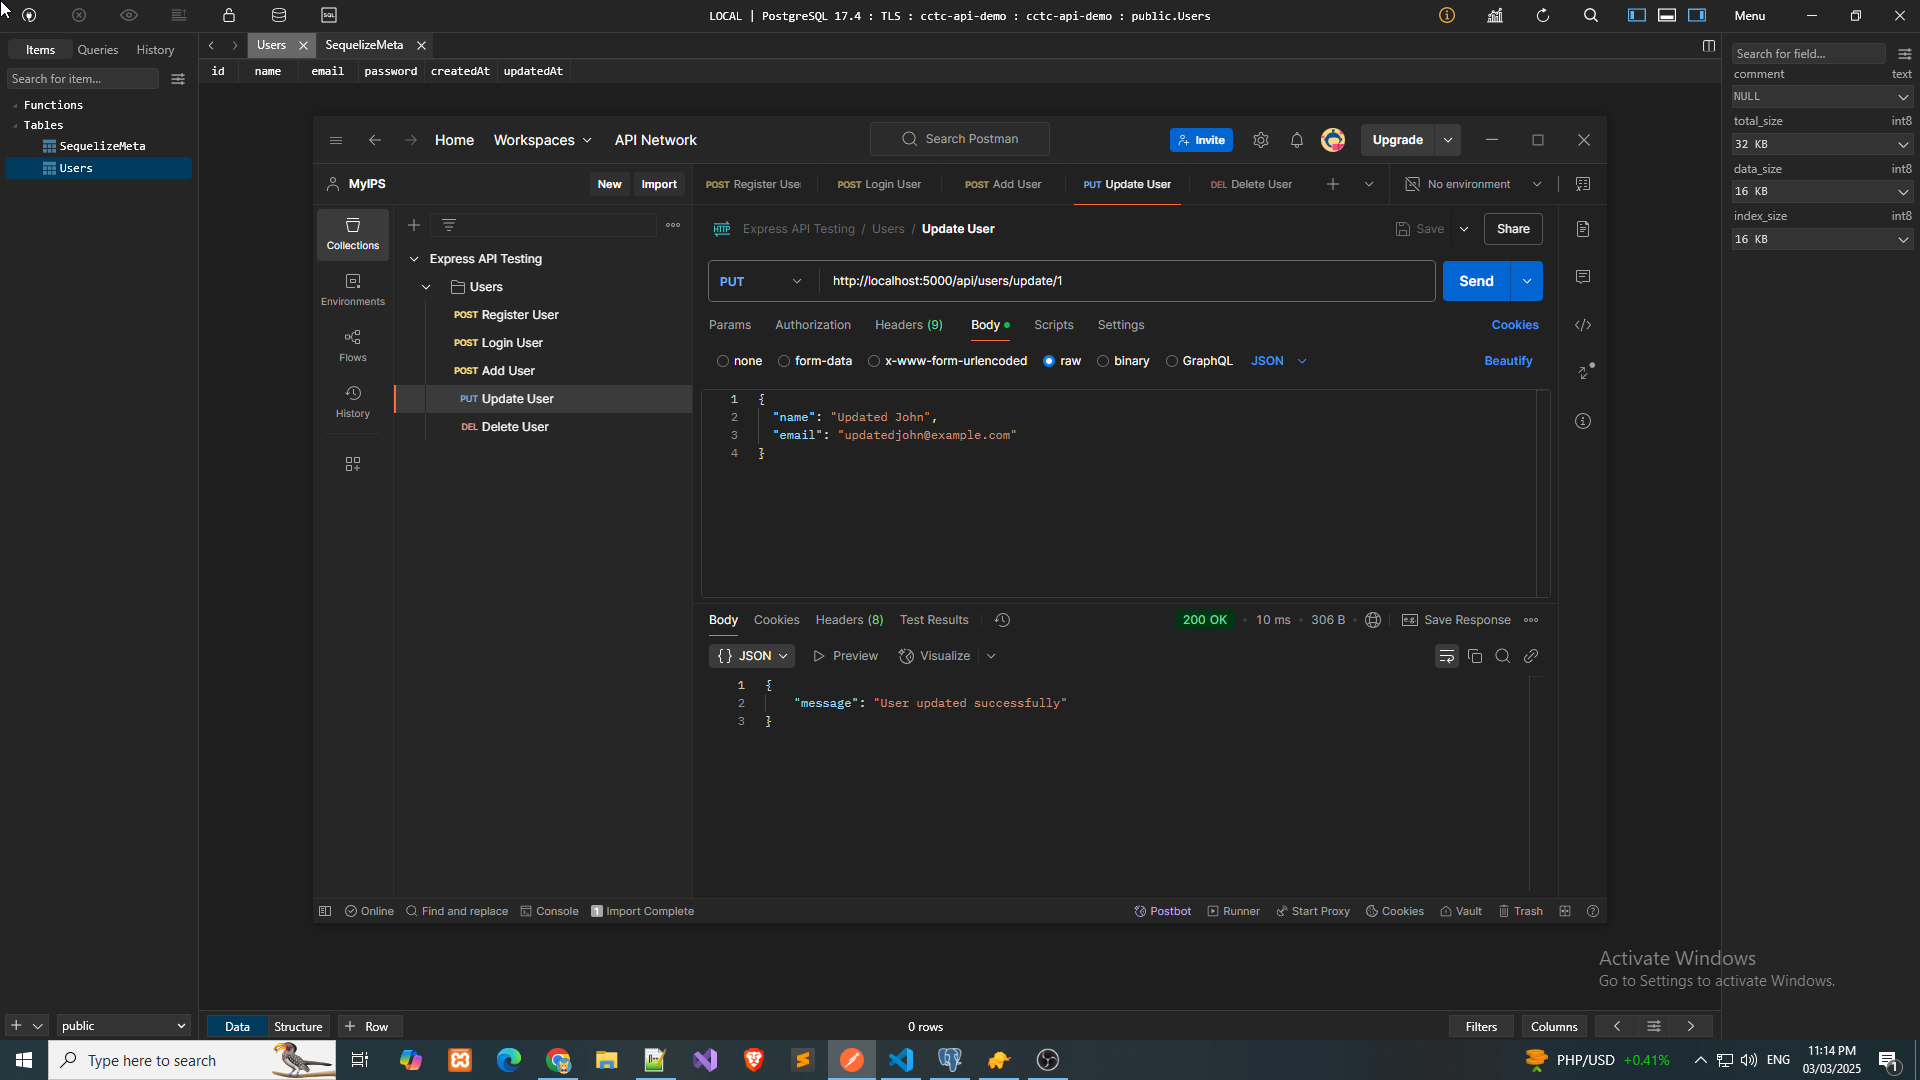 LOCAL | PostgreSQL 17.4 : TLS : cctc-api-demo : cctc-api-demo : public.Users
Menu
Items
Queries
History
Users
SequelizeMeta
Search for item...
id name email password createdAt updatedAt
Functions
Tables
SequelizeMeta
Users
Search for field...
comment text
NULL
total_size int8
32 KB
data_size int8
16 KB
index_size int8
16 KB
Home
Workspaces
API Network
Search Postman
Invite
Upgrade
MyIPS
New
Import
POST Register Use
POST Login User
POST Add User
PUT Update User
DEL Delete User
No environment
Collections
Environments
Flows
History
Express API Testing
Users
POST Register User
POST Login User
POST Add User
PUT Update User
DEL Delete User
HTTP Express API Testing / Users / Update User
Save
Share
PUT http://localhost:5000/api/users/update/1
Send
Params Authorization Headers (9) Body Scripts Settings
Cookies
none form-data x-www-form-urlencoded raw binary GraphQL JSON
Beautify
1 {
2 "name": "Updated John",
3 "email": "updatedjohn@example.com"
4 }
Body Cookies Headers (8) Test Results
200 OK • 10 ms • 306 B •
Save Response
{} JSON
Preview
Visualize
1 {
2 "message": "User updated successfully"
3 }
Online
Find and replace
Console
1 Import Complete
Postbot
Runner
Start Proxy
Cookies
Vault
Trash
Activate Windows
Go to Settings to activate Windows.
public
Data
Structure
+ Row
0 rows
Filters
Columns
Type here to search
PHP/USD +0.41%
ENG
11:14 PM
03/03/2025
1